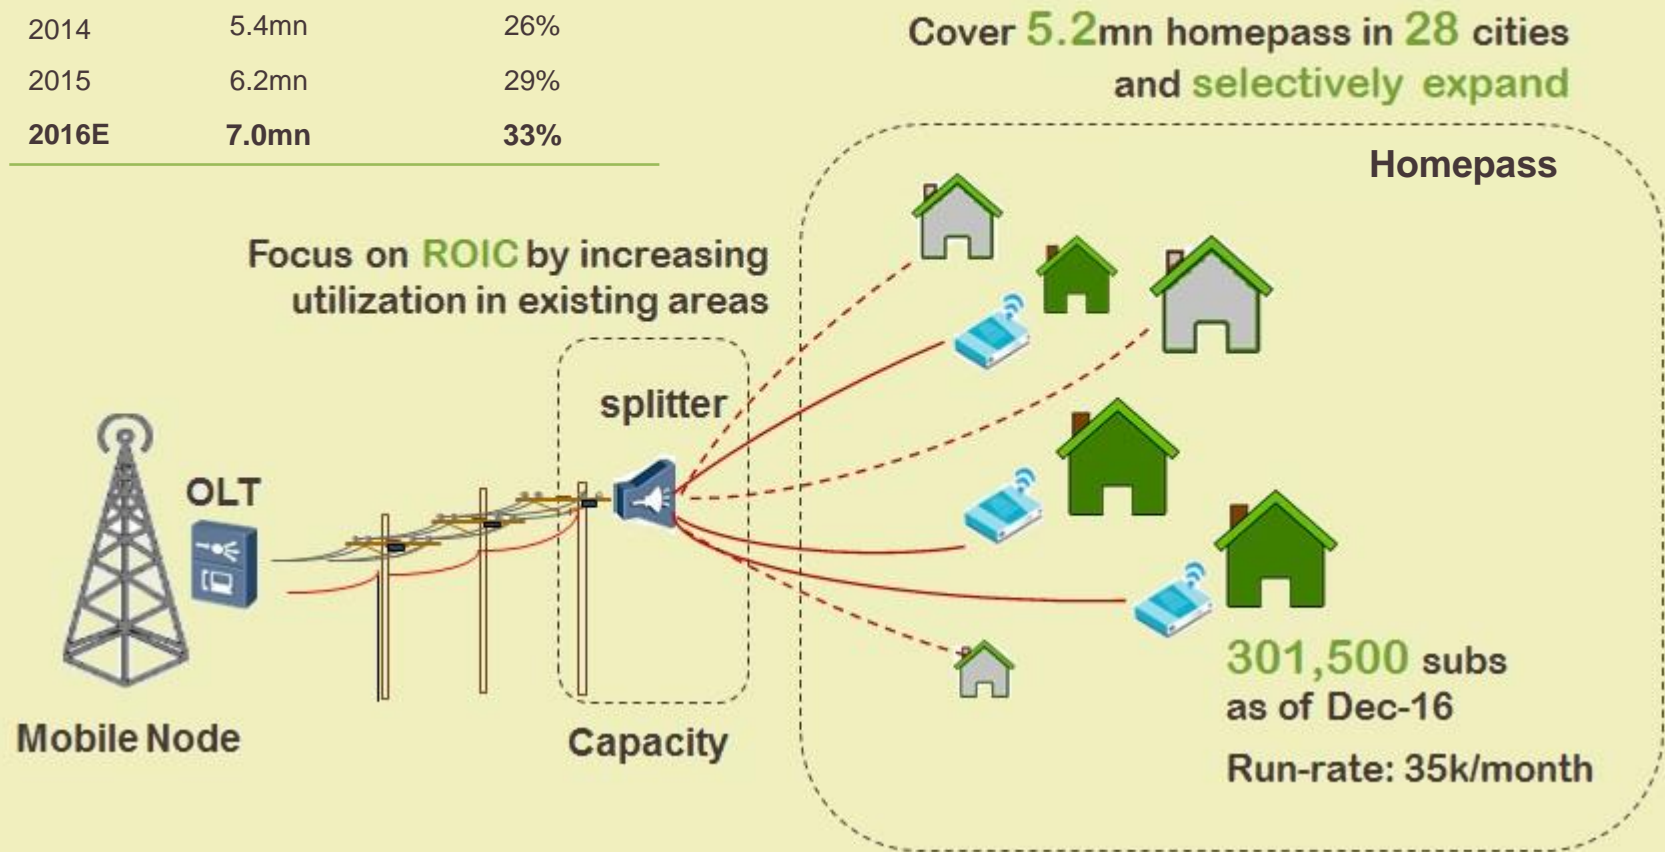 2014 5.4mn 26%
2015 6.2mn 29%
2016E 7.0mn 33%
Cover 5.2mn homepass in 28 cities
and selectively expand
Homepass
Focus on ROIC by increasing
utilization in existing areas
splitter
OLT
Mobile Node
Capacity
301,500 subs
as of Dec-16
Run-rate: 35k/month